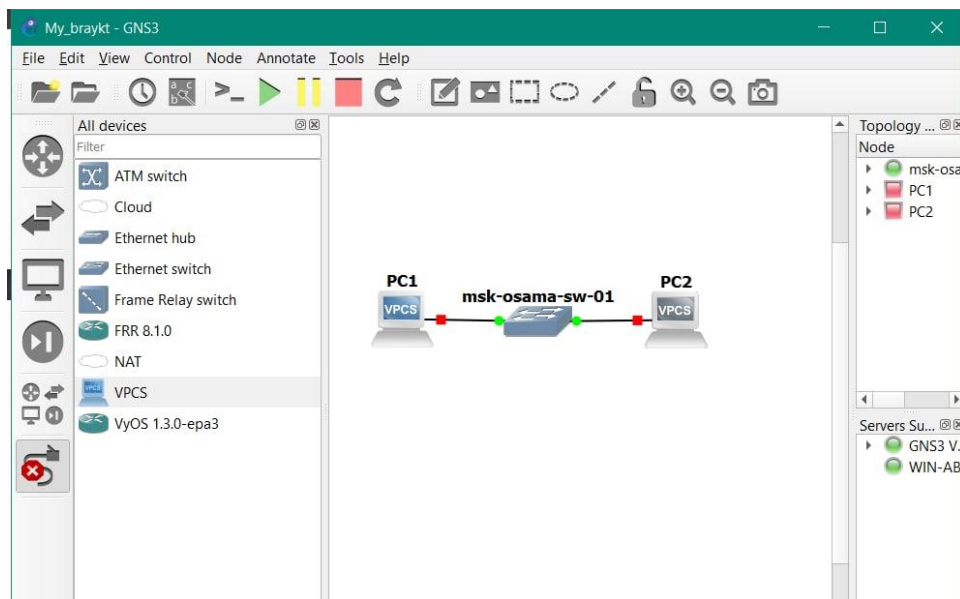 My_braykt - GNS3
File Edit View Control Node Annotate Tools Help
All devices
Filter
ATM switch
Cloud
Ethernet hub
Ethernet switch
Frame Relay switch
FRR 8.1.0
NAT
VPCS
VyOS 1.3.0-epa3
PC1
VPCS
msk-osama-sw-01
PC2
VPCS
Topology ...
Node
msk-osa
PC1
PC2
Servers Su...
GNS3 V.
WIN-AB